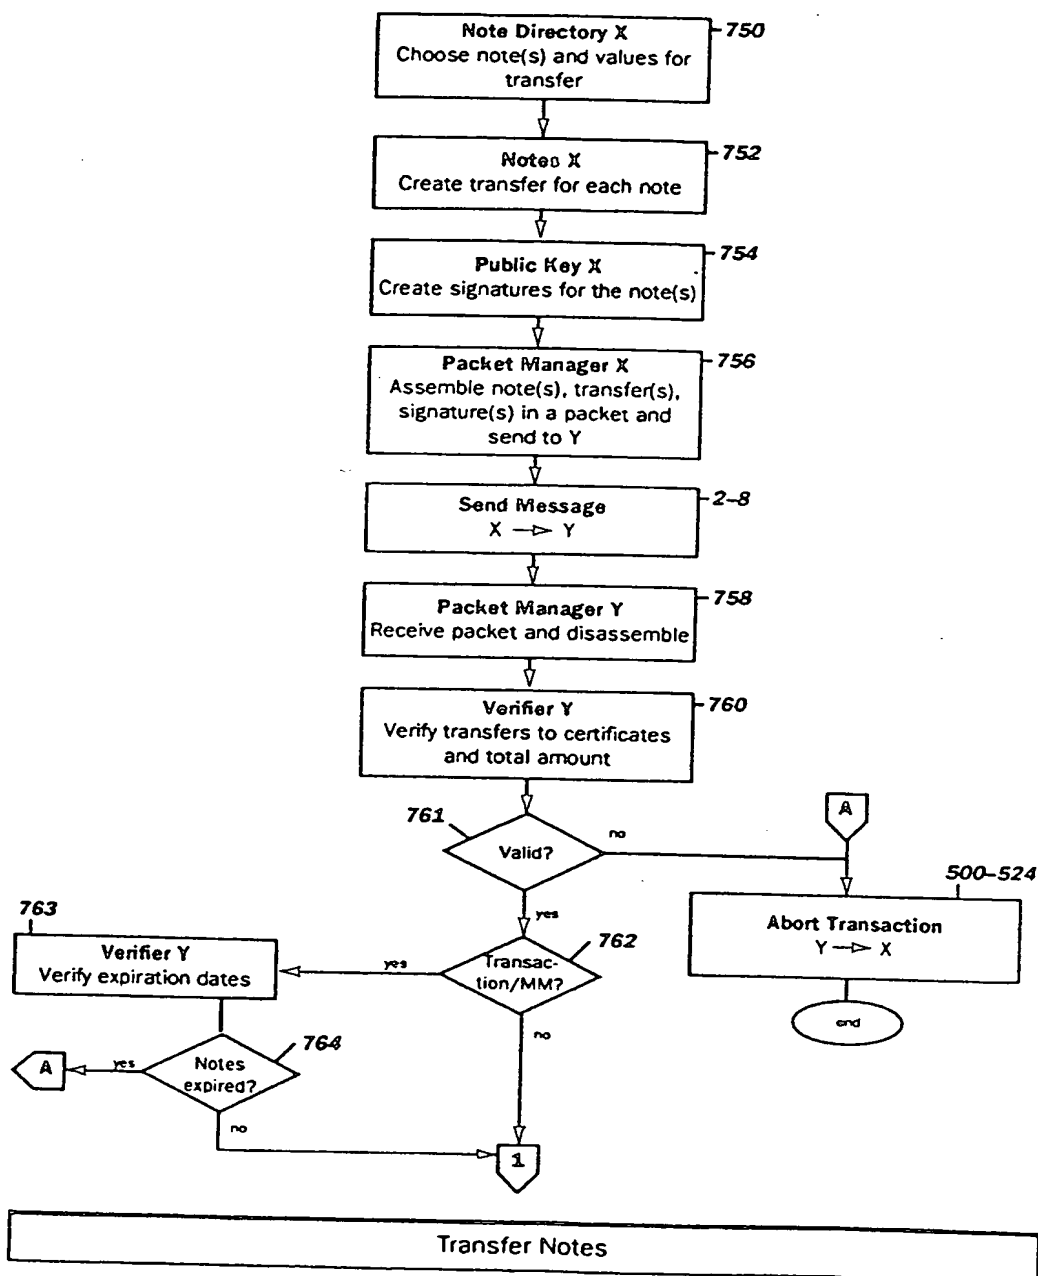 Note Directory X
750
Choose note(s) and values for
transfer
Notes X
752
Create transfer for each note
Public Key X
754
Create signatures for the note(s)
Packet Manager X
756
Assemble note(s), transfer(s),
signature(s) in a packet and
send to Y
Send Message
2-8
X Y
Packet Manager Y
758
Receive packet and disassemble
Verifier Y
760
Verify transfers to certificates
and total amount
761
Valid?
no
A
500-524
Abort Transaction
Y X
end
yes
762
Transac-
tion/MM?
yes
763
Verifier Y
Verify expiration dates
764
Notes
expired?
yes
A
no
no
1
Transfer Notes